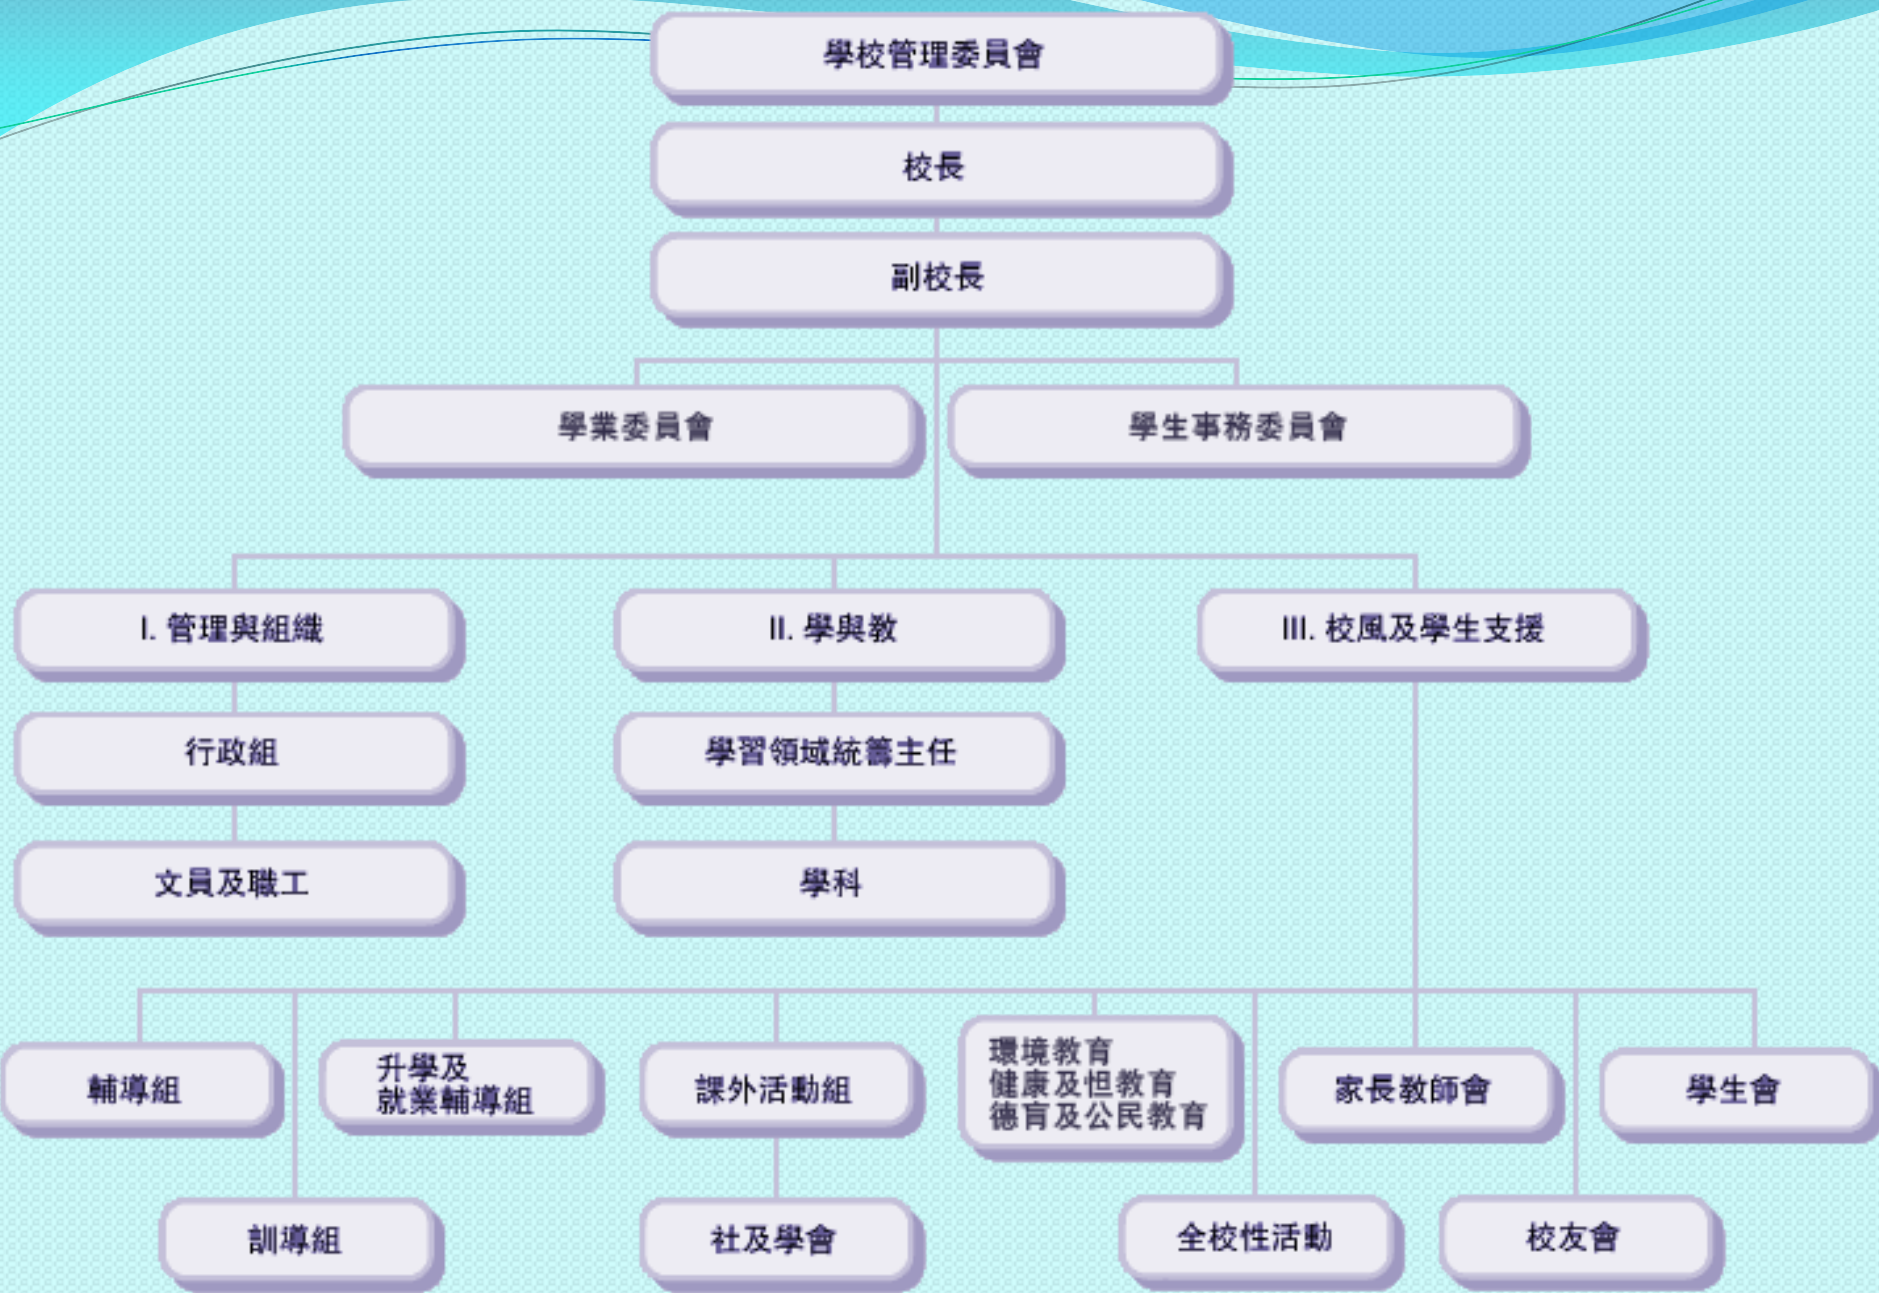 學校管理委員會
校長
副校長
學業委員會
學生事務委員會
I. 管理與組織
II. 學與教
III. 校風及學生支援
行政組
學習領域統籌主任
文員及職工
學科
輔導組
升學及
就業輔導組
課外活動組
環境教育
健康及怛教育
德肓及公民教育
家長教師會
學生會
訓導組
社及學會
全校性活動
校友會